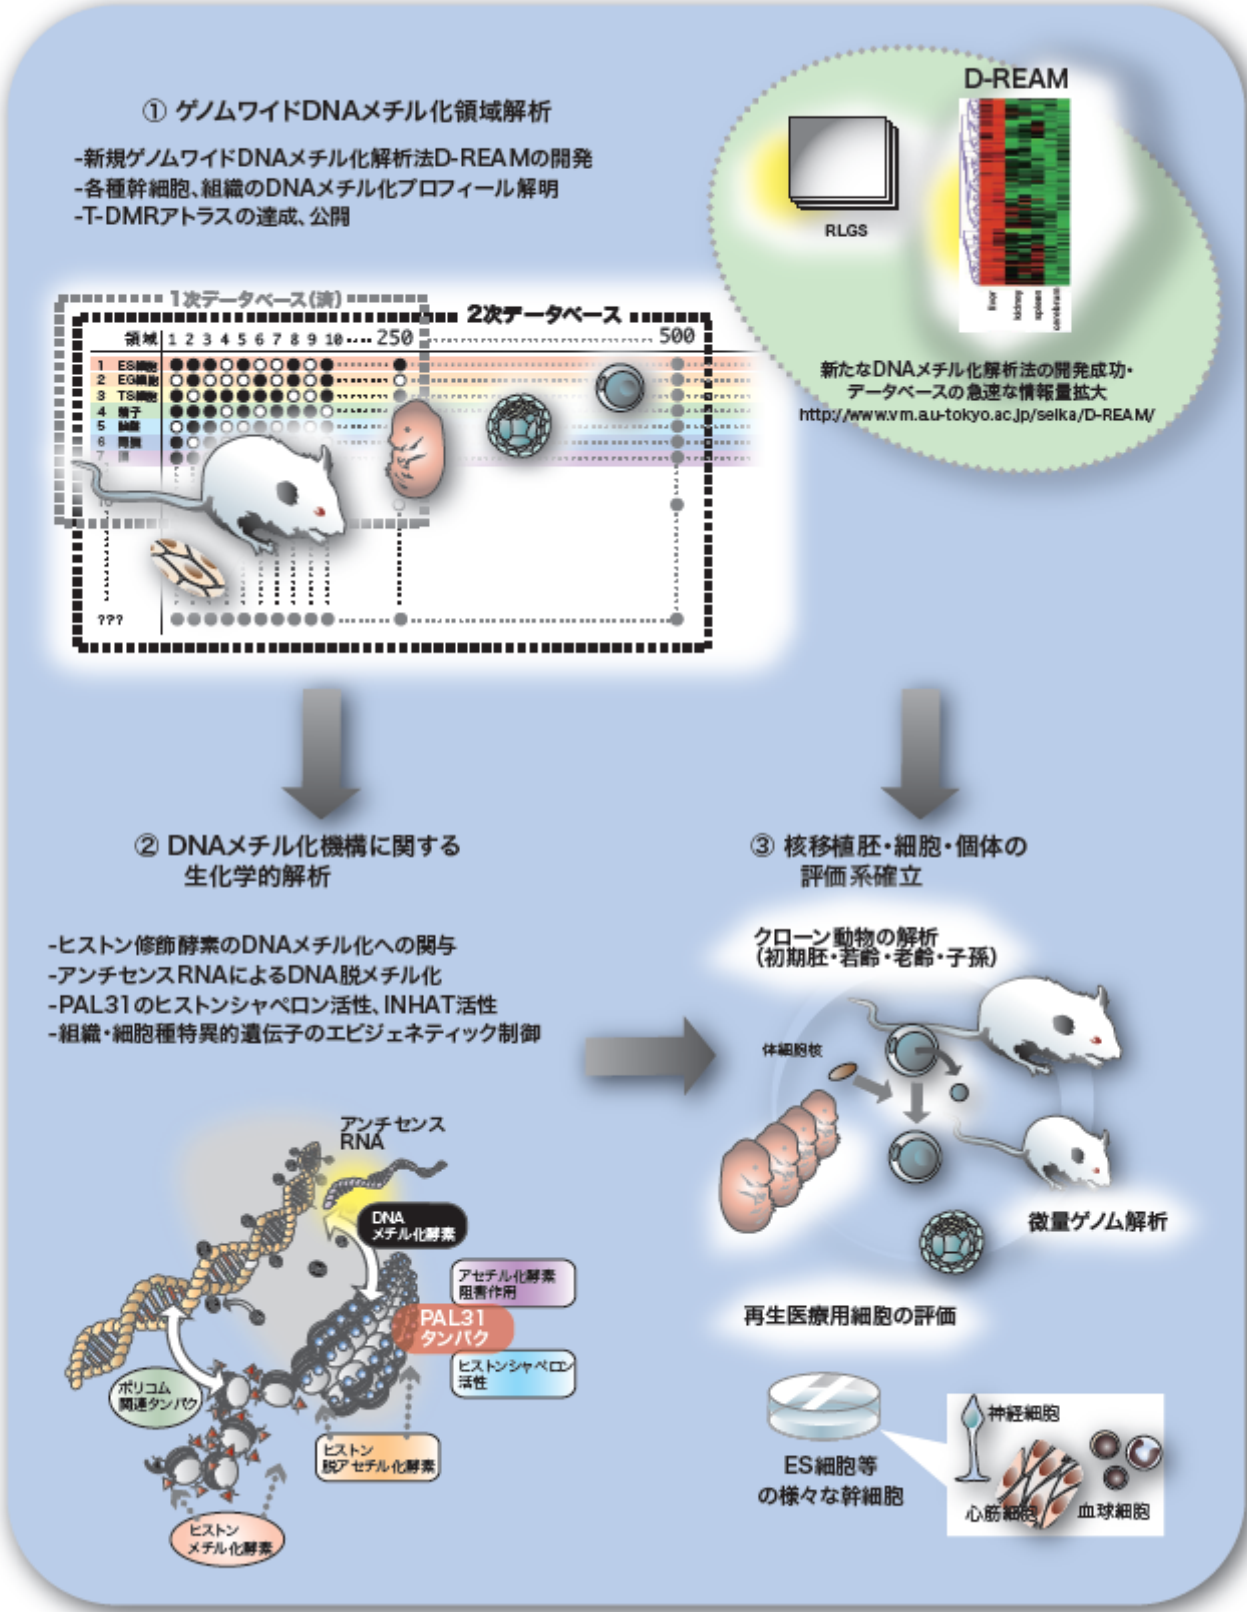 ① ゲノムワイドDNAメチル化領域解析
-新規ゲノムワイドDNAメチル化解析法D-REAMの開発
-各種幹細胞、組織のDNAメチル化プロフィール解明
-T-DMRアトラスの達成、公開
D-REAM
RLGS
liver
kidney
spleen
cerebrum
新たなDNAメチル化解析法の開発成功・
データベースの急速な情報量拡大
http://www.vm.a.u-tokyo.ac.jp/seika/D-REAM/
1次データベース(済)
2次データベース
領域 1 2 3 4 5 6 7 8 9 10 250 500
1 ES細胞
2 EG細胞
3 TS細胞
4 精子
5
6
7
10
???
② DNAメチル化機構に関する
生化学的解析
-ヒストン修飾酵素のDNAメチル化への関与
-アンチセンスRNAによるDNA脱メチル化
-PAL31のヒストンシャペロン活性、INHAT活性
-組織・細胞種特異的遺伝子のエピジェネティック制御
アンチセンス
RNA
DNA
メチル化酵素
アセチル化酵素
阻害作用
PAL31
タンパク
ヒストンシャペロン
活性
ポリコム
関連タンパク
ヒストン
脱アセチル化酵素
ヒストン
メチル化酵素
③ 核移植胚・細胞・個体の
評価系確立
クローン動物の解析
(初期胚・若齢・老齢・子孫)
体細胞核
微量ゲノム解析
再生医療用細胞の評価
ES細胞等
の様々な幹細胞
神経細胞
心筋細胞
血球細胞